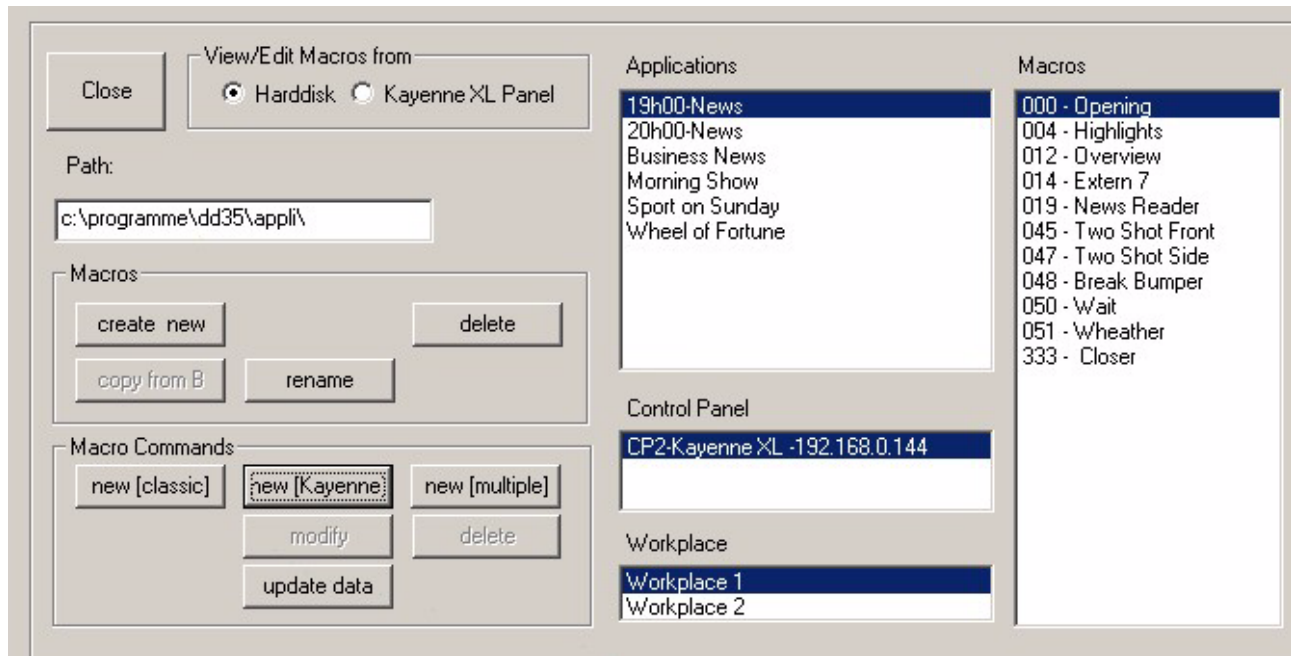 Close
View/Edit Macros from
Harddisk
Kayenne XL Panel
Path:
c:\programme\dd35\appli\
Macros
create new
delete
copy from B
rename
Macro Commands
new [classic]
new [Kayenne)
new [multiple]
modify
delete
update data
Applications
19h00-News
20h00-News
Business News
Morning Show
Sport on Sunday
Wheel of Fortune
Control Panel
CP2-Kayenne XL -192.168.0.144
Workplace
Workplace 1
Workplace 2
Macros
000 - Opening
004 - Highlights
012 - Overview
014 - Extern 7
019 - News Reader
045 - Two Shot Front
047 - Two Shot Side
048 - Break Bumper
050 - Wait
051 - Wheather
333 -  Closer